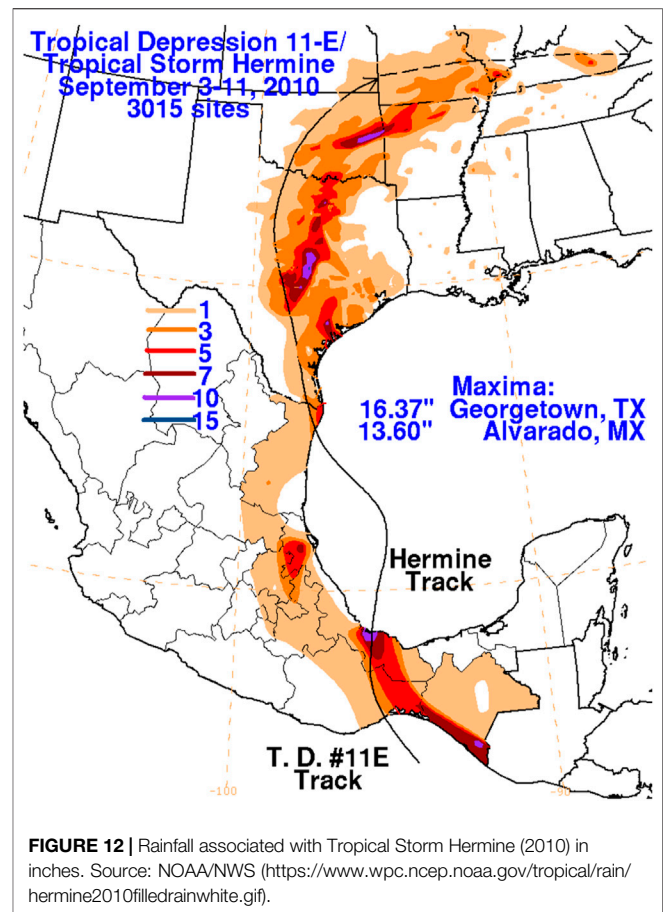 Tropical Depression 11-E/
Tropical Storm Hermine
September 3-11, 2010
3015 sites
1
3
5
7
10
15
Maxima:
16.37" Georgetown, TX
13.60" Alvarado, MX
Hermine
Track
T. D. #11E
Track
-100
-90
FIGURE 12 | Rainfall associated with Tropical Storm Hermine (2010) in
inches. Source: NOAA/NWS (https://www.wpc.ncep.noaa.gov/tropical/rain/
hermine2010filledrainwhite.gif).